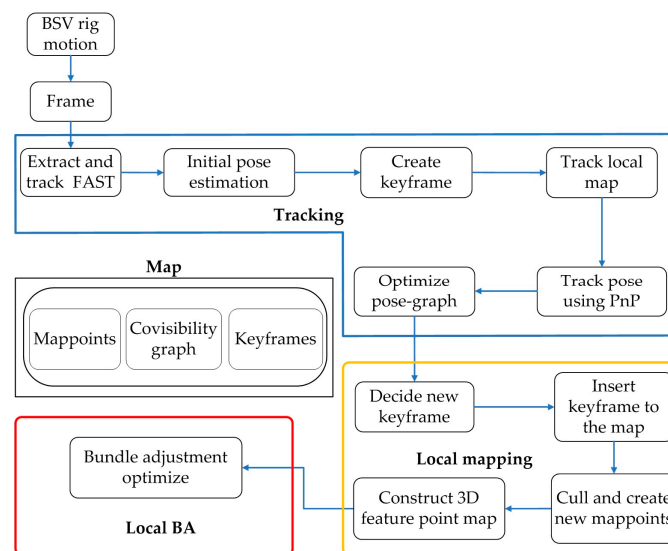 BSV rig
motion
Frame
Extract and
track FAST
Initial pose
estimation
Create
keyframe
Track local
map
Tracking
Map
Optimize
pose-graph
Track pose
using PnP
Mappoints
Covisibility
graph
Keyframes
Decide new
keyframe
Insert
keyframe to
the map
Local mapping
Bundle adjustment
optimize
Construct 3D
feature point map
Cull and create
new mappoints
Local BA